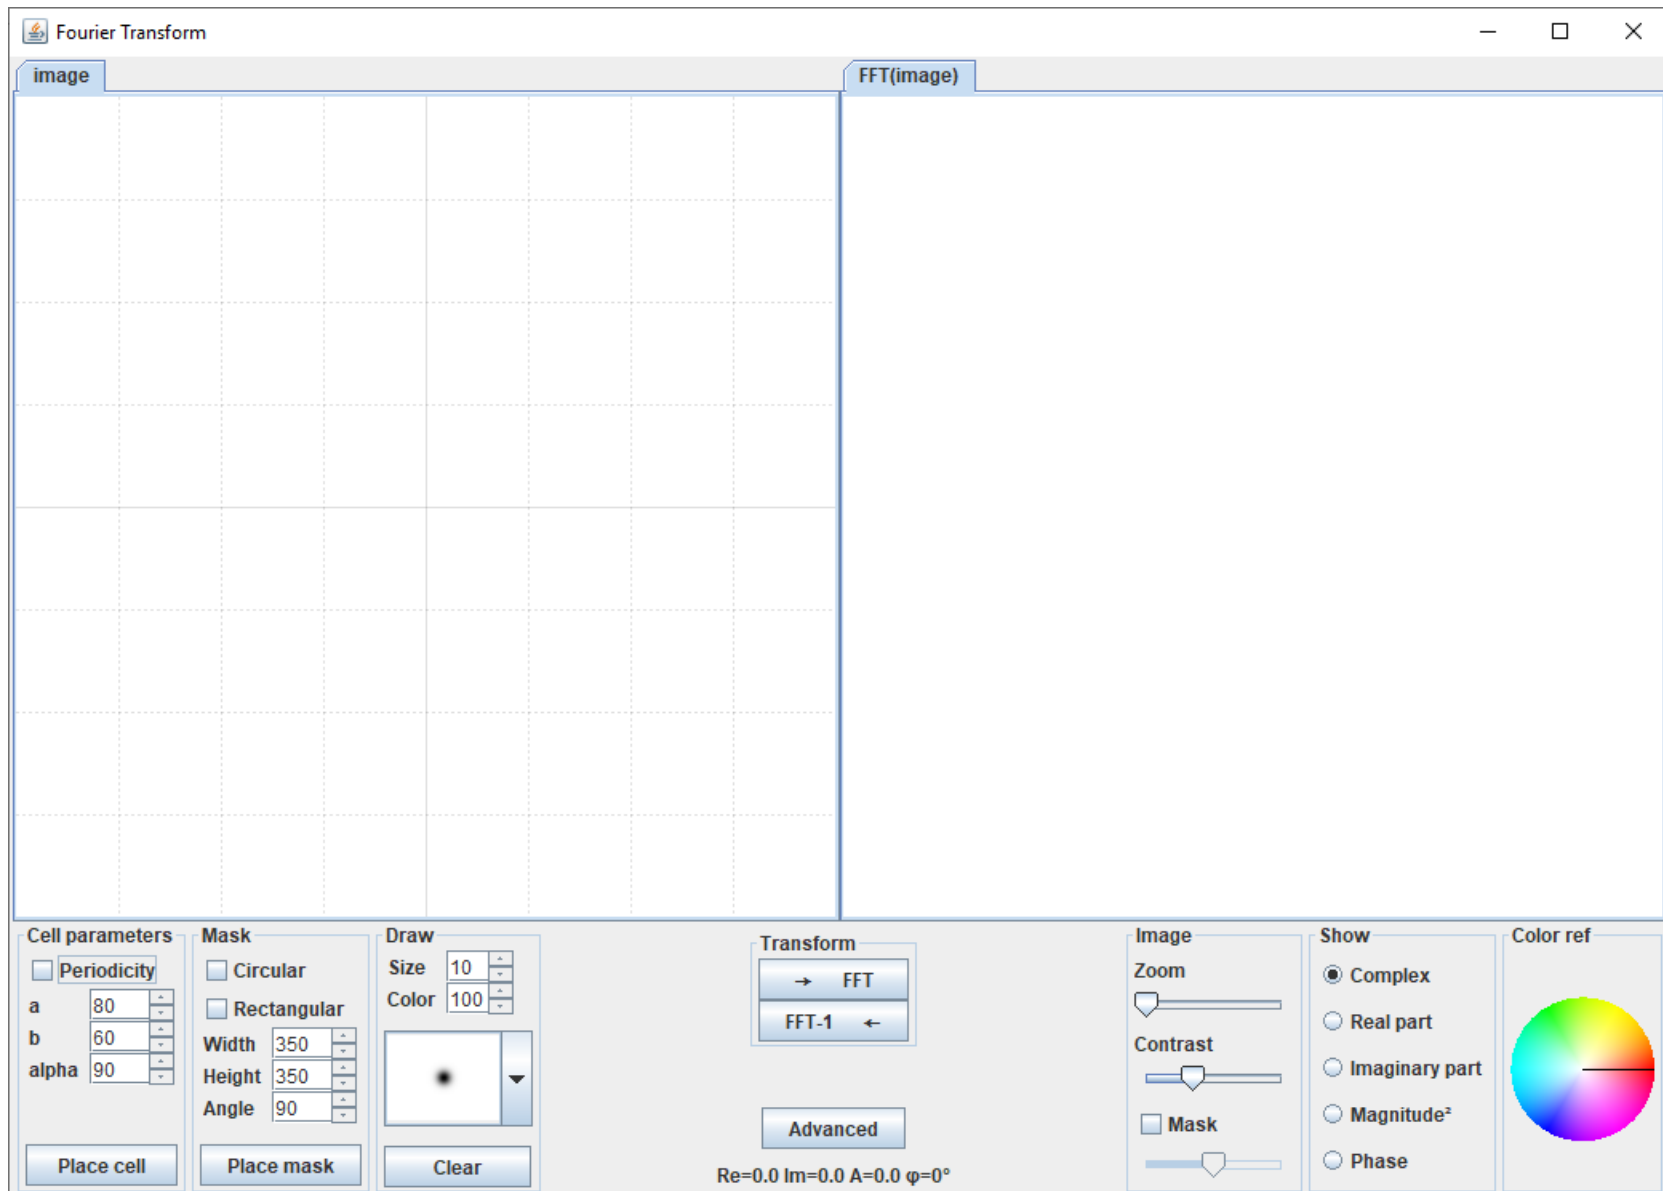 Fourier Transform
image
FFT(image)
Cell parameters
Periodicity
a 80
b 60
alpha 90
Place cell
Mask
Circular
Rectangular
Width 350
Height 350
Angle 90
Place mask
Draw
Size 10
Color 100
Clear
Transform
→ FFT
FFT-1 ←
Advanced
Re=0.0 Im=0.0 A=0.0 φ=0°
Image
Zoom
Contrast
Mask
Show
Complex
Real part
Imaginary part
Magnitude²
Phase
Color ref